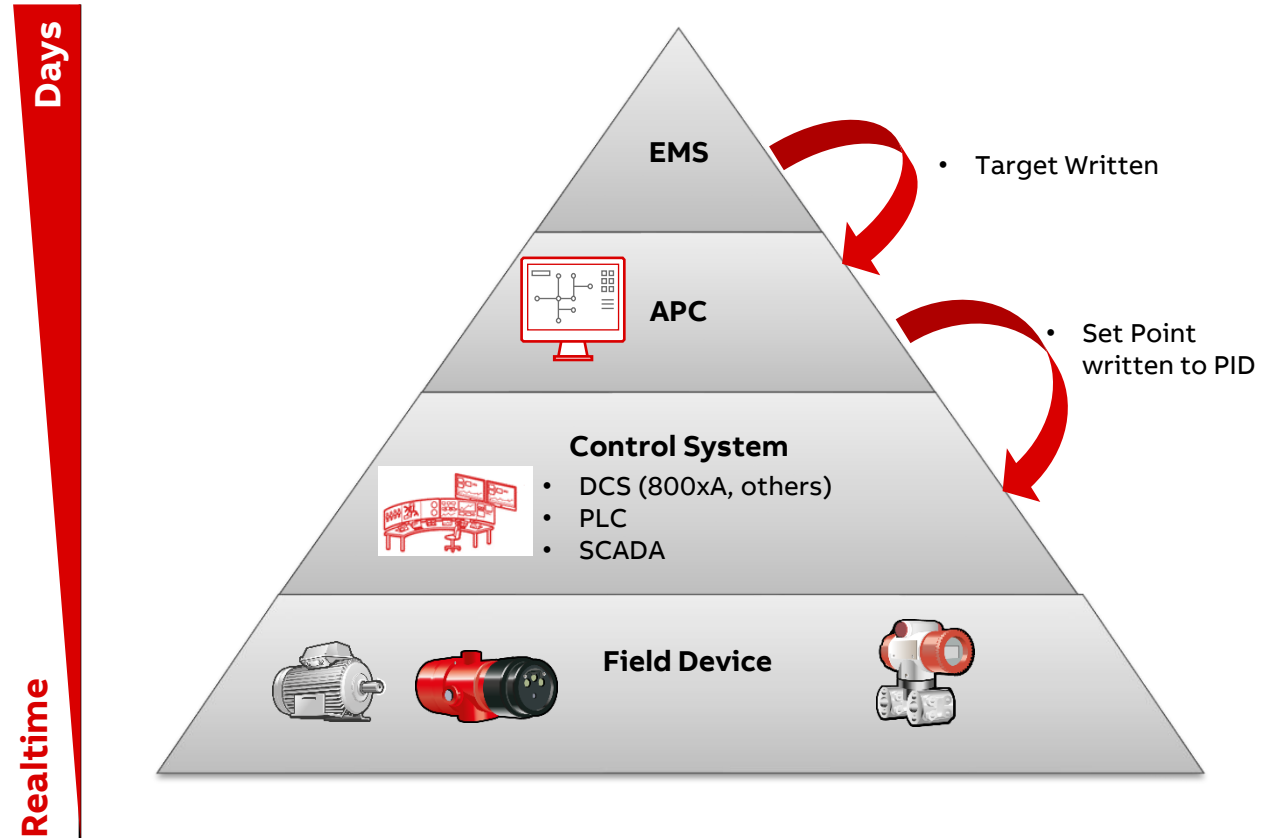 Days
EMS
• Target Written
APC
• Set Point
written to PID
Control System
• DCS (800xA, others)
• PLC
• SCADA
Field Device
Realtime